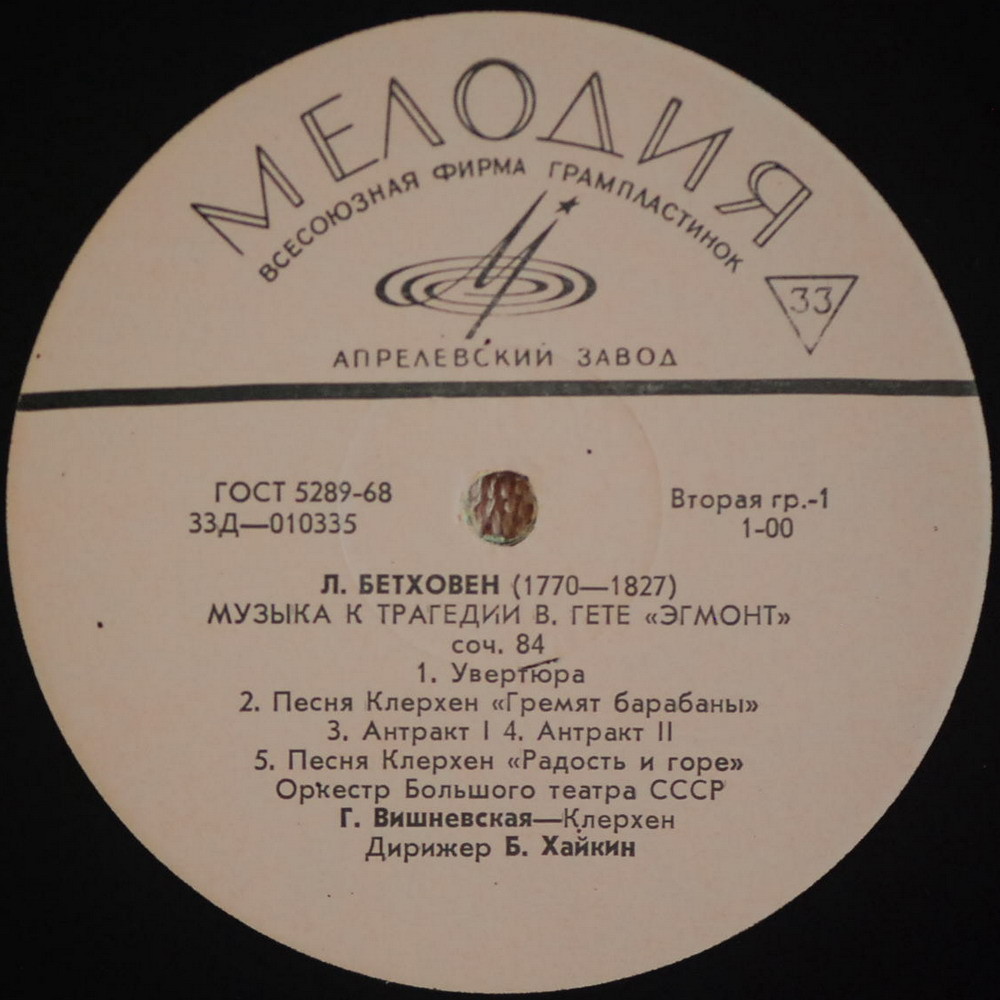 МЕЛОДИЯ
ВСЕСОЮЗНАЯ ФИРМА ГРАМПЛАСТИНОК
33
АПРЕЛЕВСКИЙ ЗАВОД
ГОСТ 5289-68
33Д—010335
Вторая гр.-1
1-00
Л. БЕТХОВЕН (1770—1827)
МУЗЫКА К ТРАГЕДИИ В. ГЕТЕ «ЭГМОНТ»
соч. 84
1. Увертюра
2. Песня Клерхен «Гремят барабаны»
3. Антракт I 4. Антракт II
5. Песня Клерхен «Радость и горе»
Оркестр Большого театра СССР
Г. Вишневская—Клерхен
Дирижер Б. Хайкин